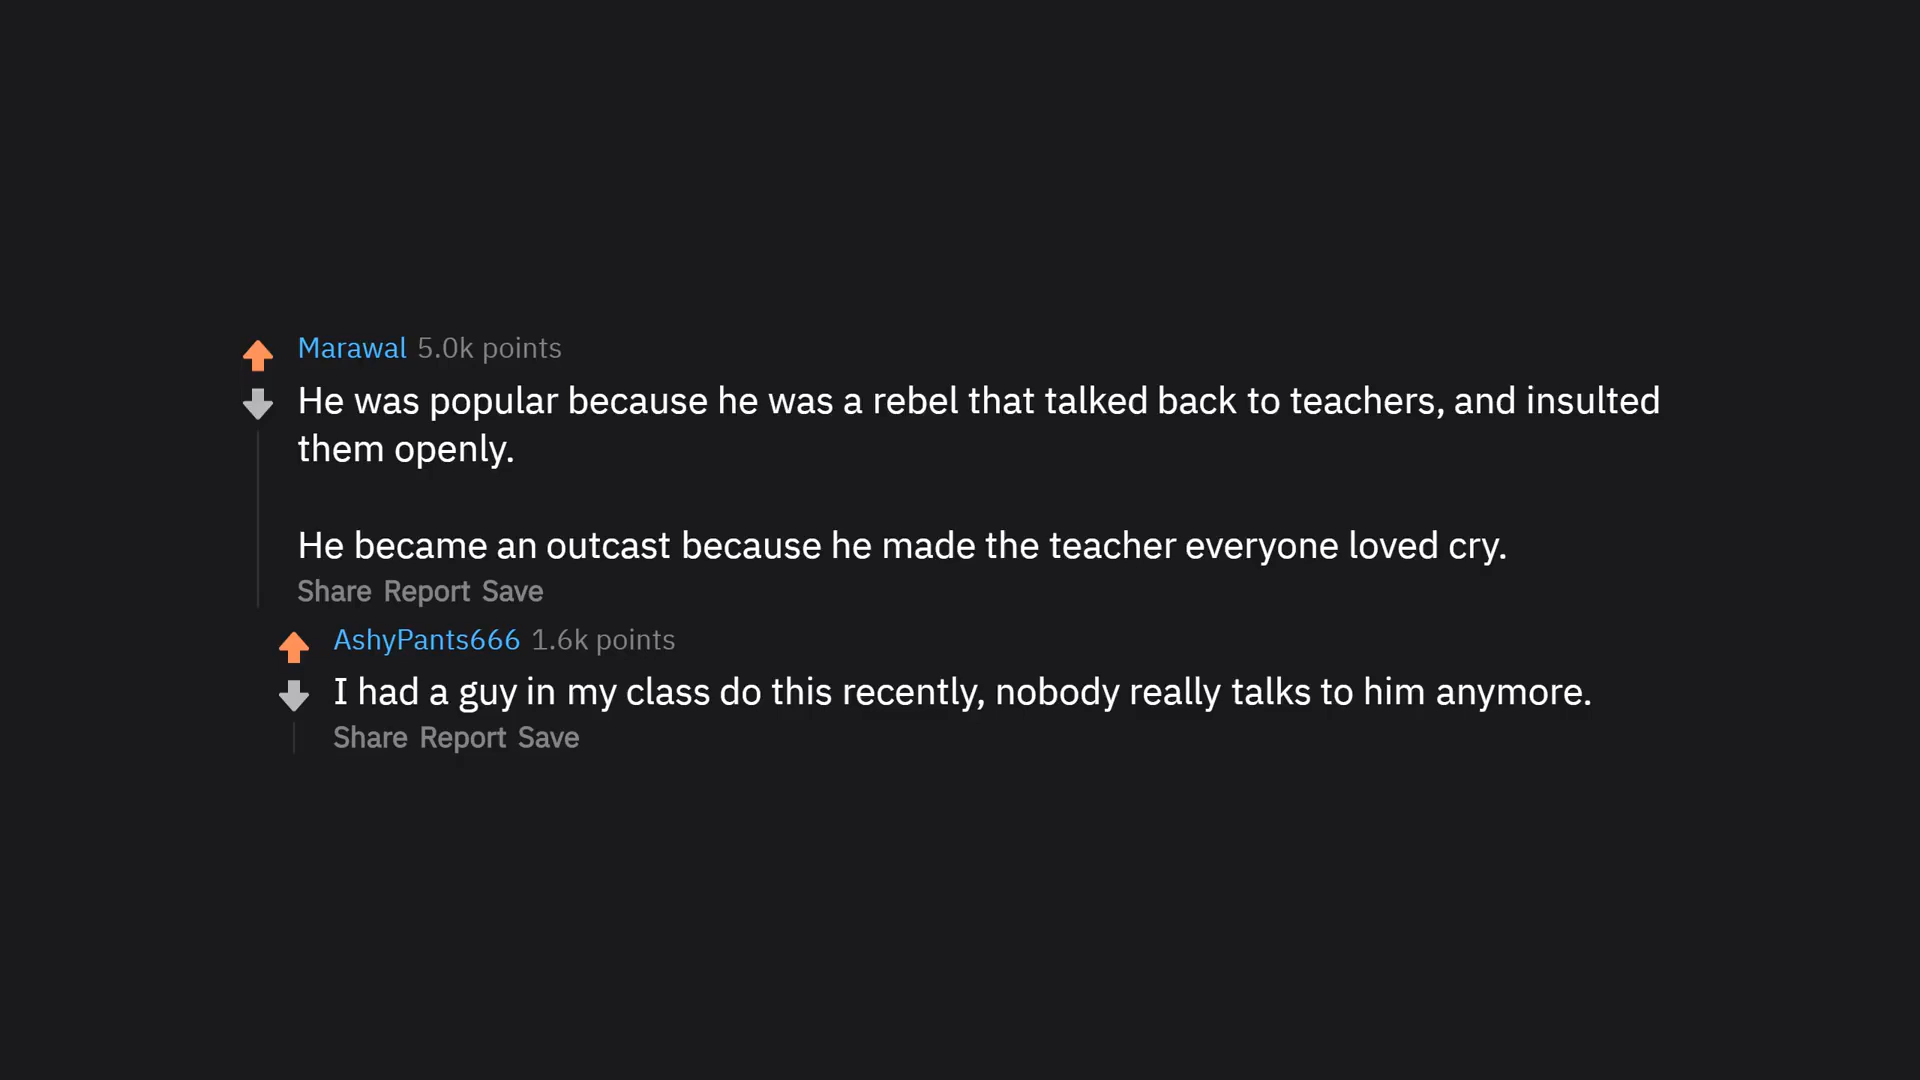 Marawal 5.0k points
He was popular because he was a rebel that talked back to teachers, and insulted
them openly.
He became an outcast because he made the teacher everyone loved cry.
Share Report Save
AshyPants666 1.6k points
I had a guy in my class do this recently, nobody really talks to him anymore.
Share Report Save